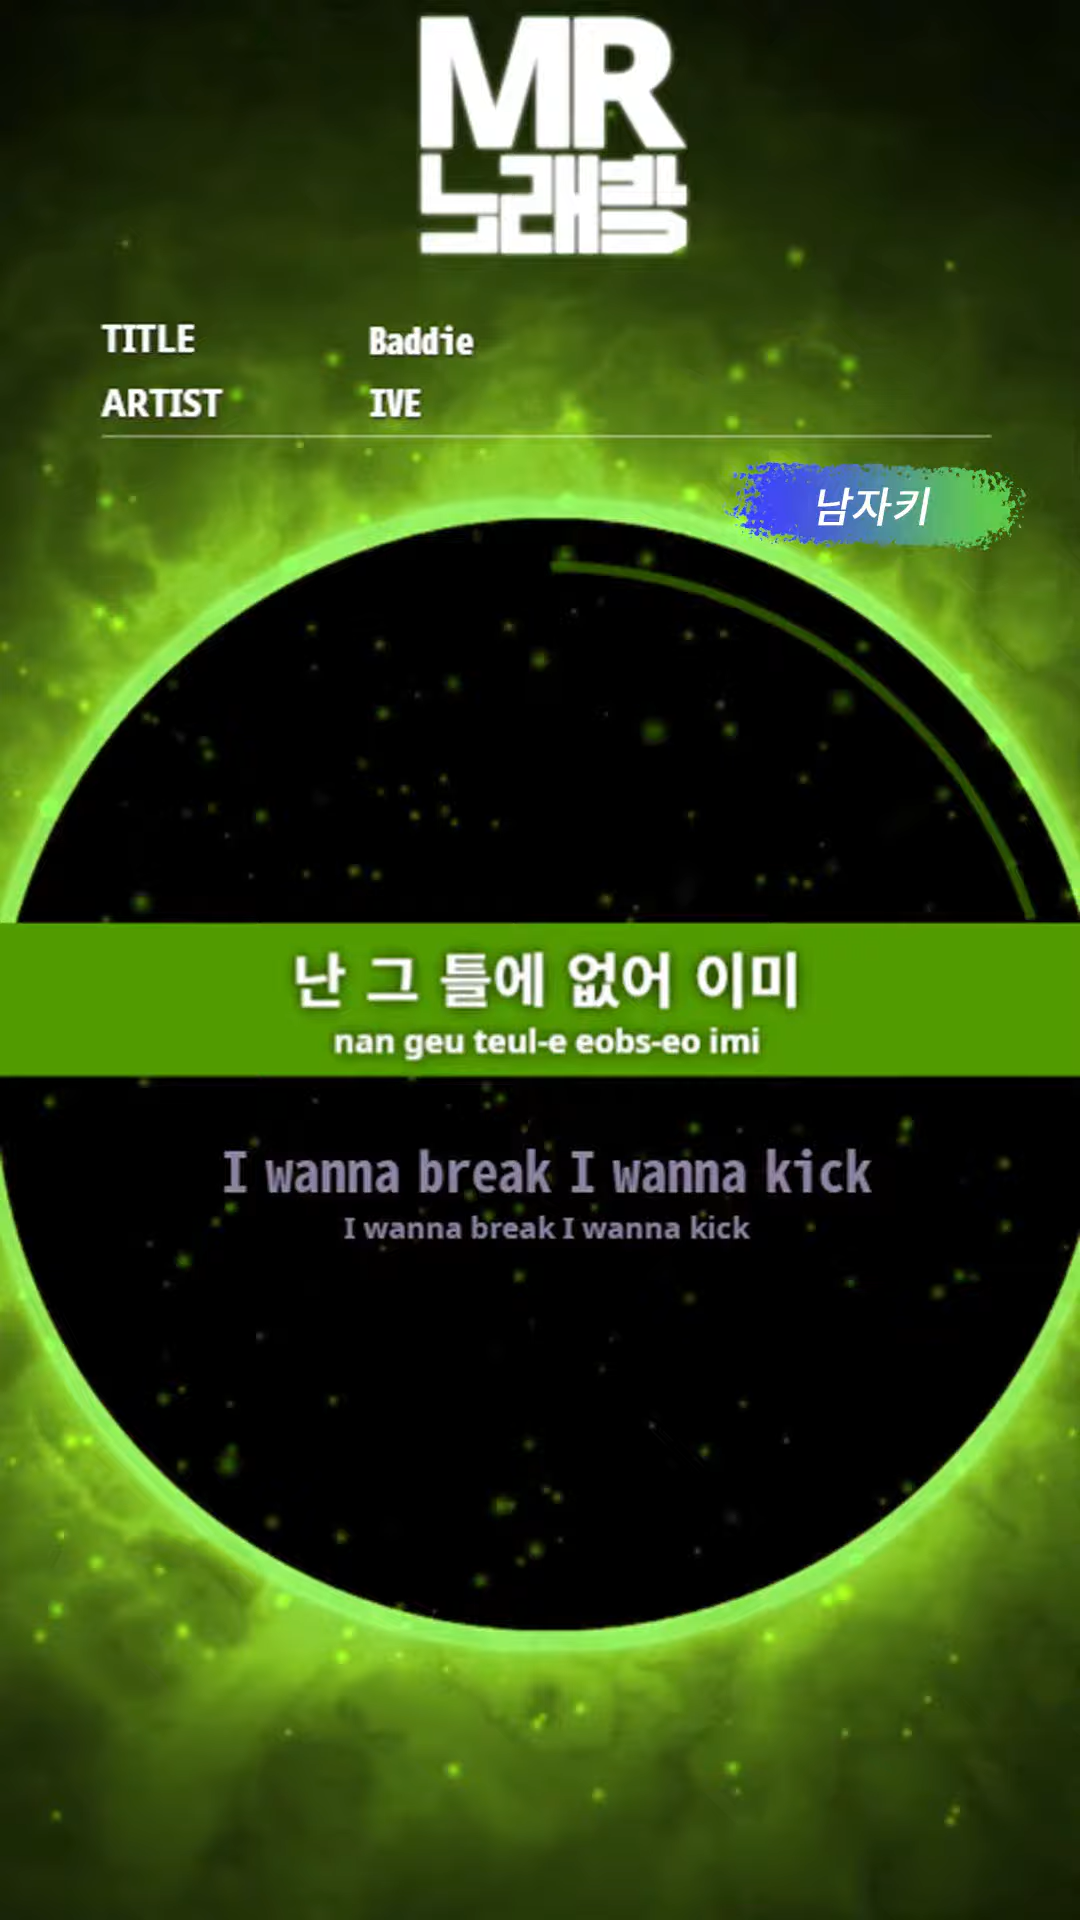 MR
노래방
TITLE Baddie
ARTIST IVE
남자키
난 그 틀에 없어 이미
nan geu teul-e eobs-eo imi
I wanna break I wanna kick
I wanna break I wanna kick